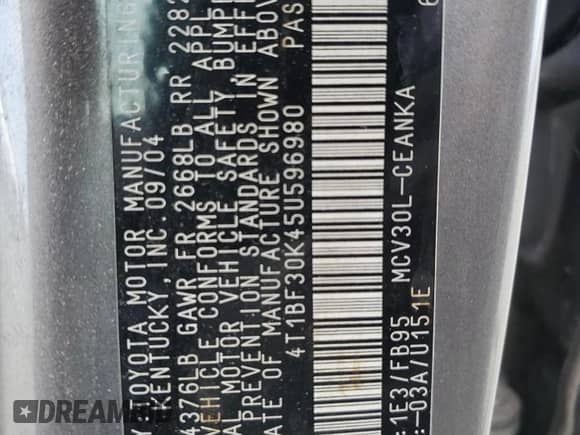 Y TOYOTA MOTOR MANUFACTURING
KENTUCKY, INC. 09/04
4376LB GAWR FR 2668LB RR 2282
VEHICLE CONFORMS TO ALL APPL
AL MOTOR VEHICLE SAFETY, BUMPE
PREVENTION STANDARDS IN EFFE
ATE OF MANUFACTURE SHOWN ABOV
4T1BF30K45U596980 PAS
:1E3/FB95 MCV30L-CEANKA
:-03A/U151E
DREAMBID